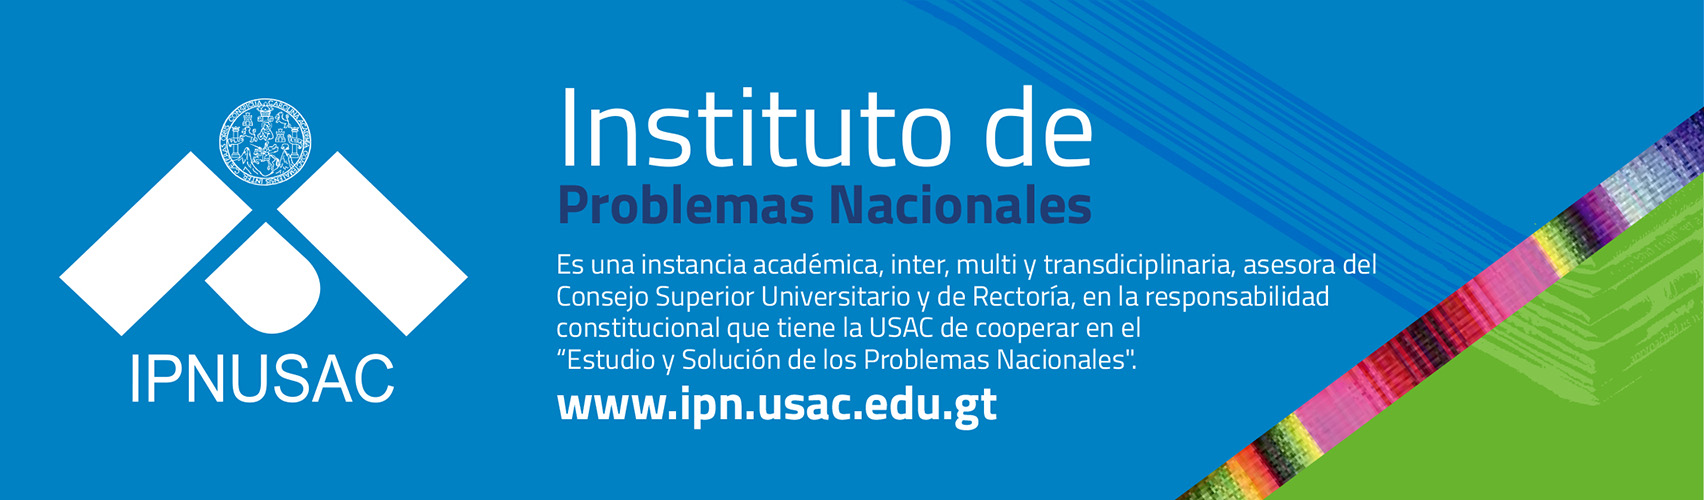 IPNUSAC
Instituto de
Problemas Nacionales
Es una instancia académica, inter, multi y transdiciplinaria, asesora del
Consejo Superior Universitario y de Rectoría, en la responsabilidad
constitucional que tiene la USAC de cooperar en el
“Estudio y Solución de los Problemas Nacionales".
www.ipn.usac.edu.gt